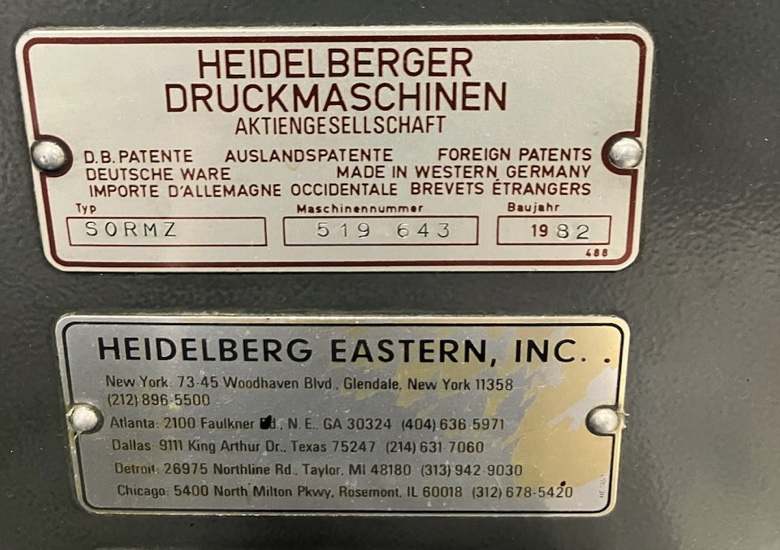 HEIDELBERGER
DRUCKMASCHINEN
AKTIENGESELLSCHAFT
D.B. PATENTE AUSLANDSPATENTE FOREIGN PATENTS
DEUTSCHE WARE MADE IN WESTERN GERMANY
IMPORTE D'ALLEMAGNE OCCIDENTALE BREVETS ÉTRANGERS
Typ Maschinennummer Baujahr
SORMZ 519 643 19 82
488
HEIDELBERG EASTERN, INC.
New York: 73-45 Woodhaven Blvd., Glendale, New York 11358
(212) 896-5500
Atlanta: 2100 Faulkner Rd., N.E. GA 30324 (404) 636-5971
Dallas: 9111 King Arthur Dr., Texas 75247 (214) 631-7060
Detroit: 26975 Northline Rd., Taylor, MI 48180 (313) 942-9030
Chicago: 5400 North Milton Pkwy, Rosemont, IL 60018 (312) 678-5420